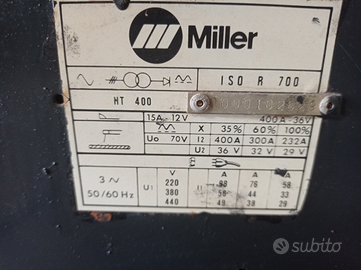 Miller
ISO R 700
HT 400
15A - 12V 400A - 36V
X 35% 60% 100%
Uo 70V I2 400A 300A 232A
U2 36 V 32 V 29 V
3 ~ 50/60 Hz
V A A A
U1 220 I1 98 76 58
380 56 44 33
440 48 38 29
subito